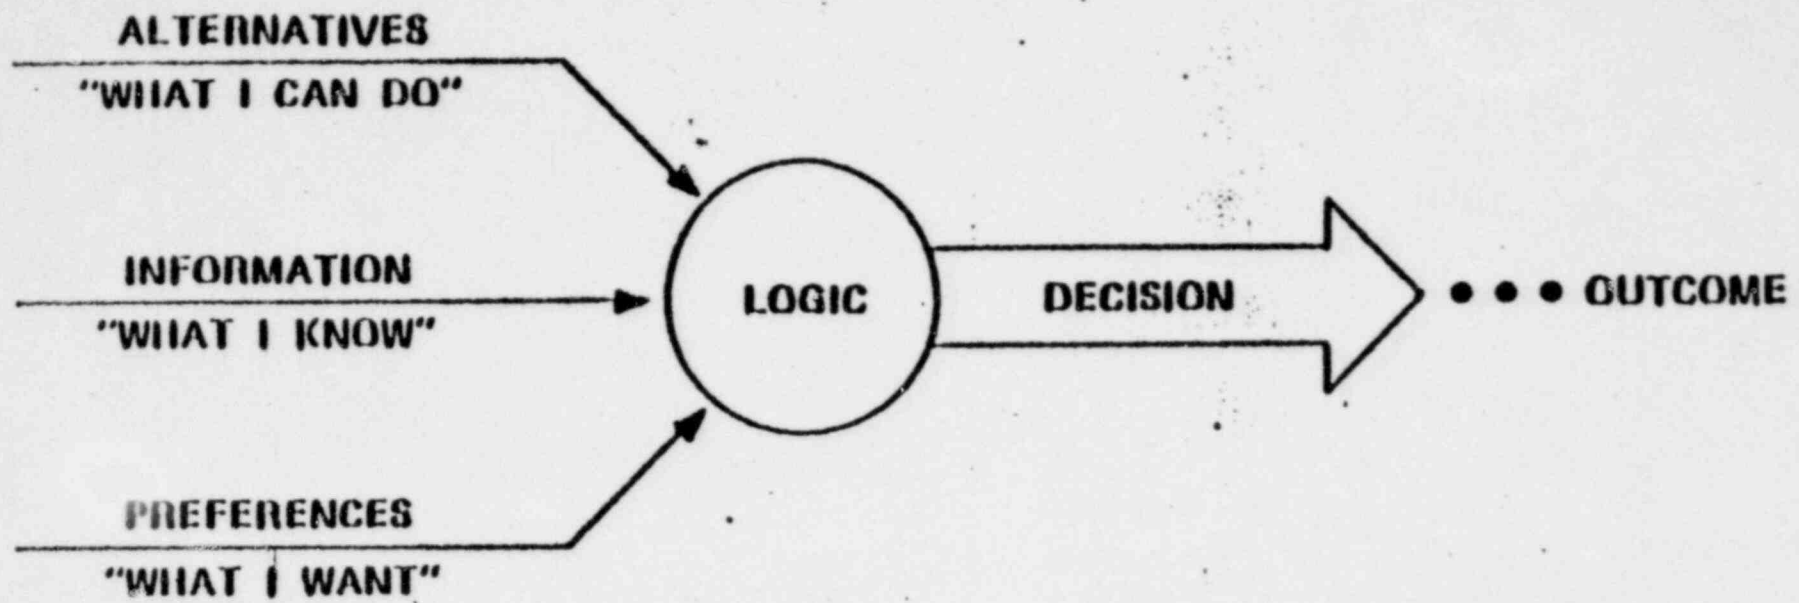 ALTERNATIVES
"WHAT I CAN DO"
INFORMATION
"WHAT I KNOW"
PREFERENCES
"WHAT I WANT"
LOGIC
DECISION
• • • OUTCOME